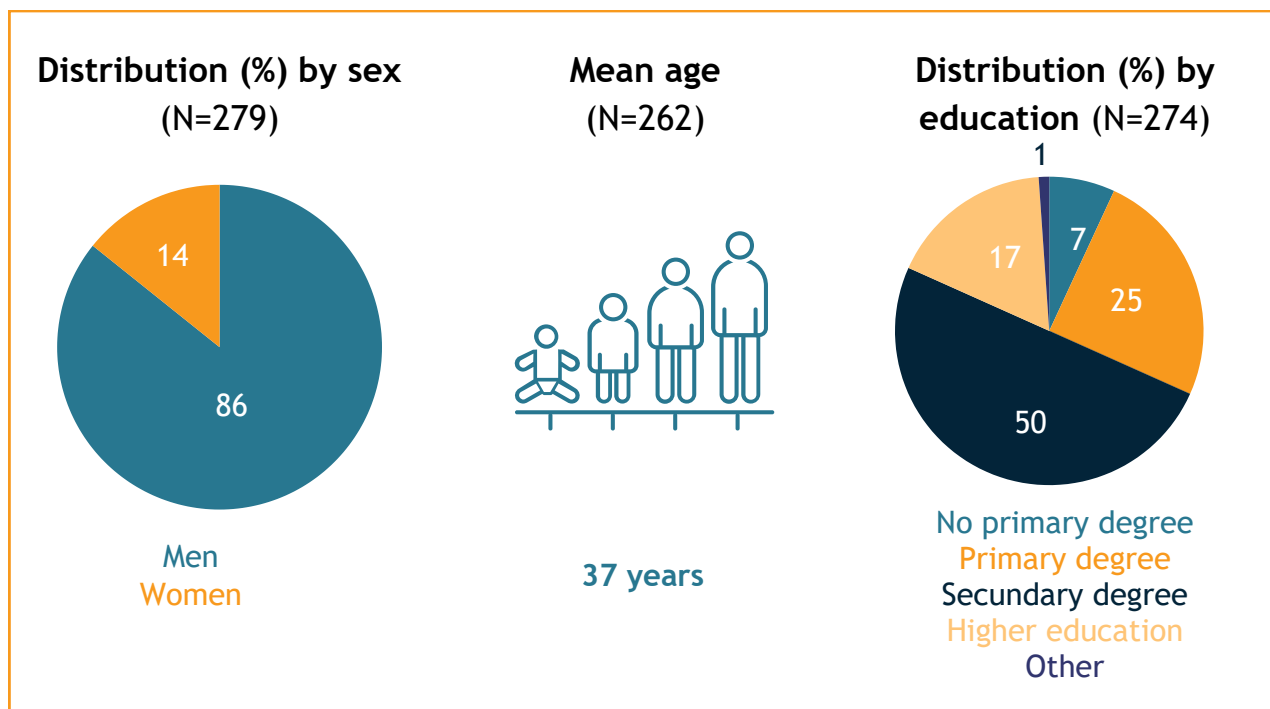 Distribution (%) by sex
(N=279)
14
86
Men
Women
Mean age
(N=262)
37 years
Distribution (%) by
education (N=274)
1
7
17
25
50
No primary degree
Primary degree
Secundary degree
Higher education
Other